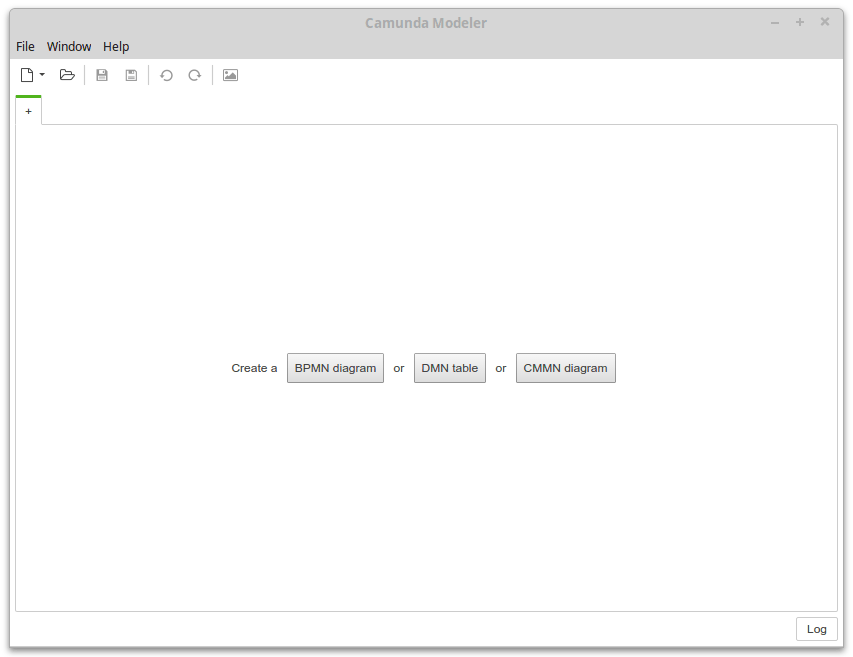 Camunda Modeler
File Window Help
+
Create a BPMN diagram or DMN table or CMMN diagram
Log